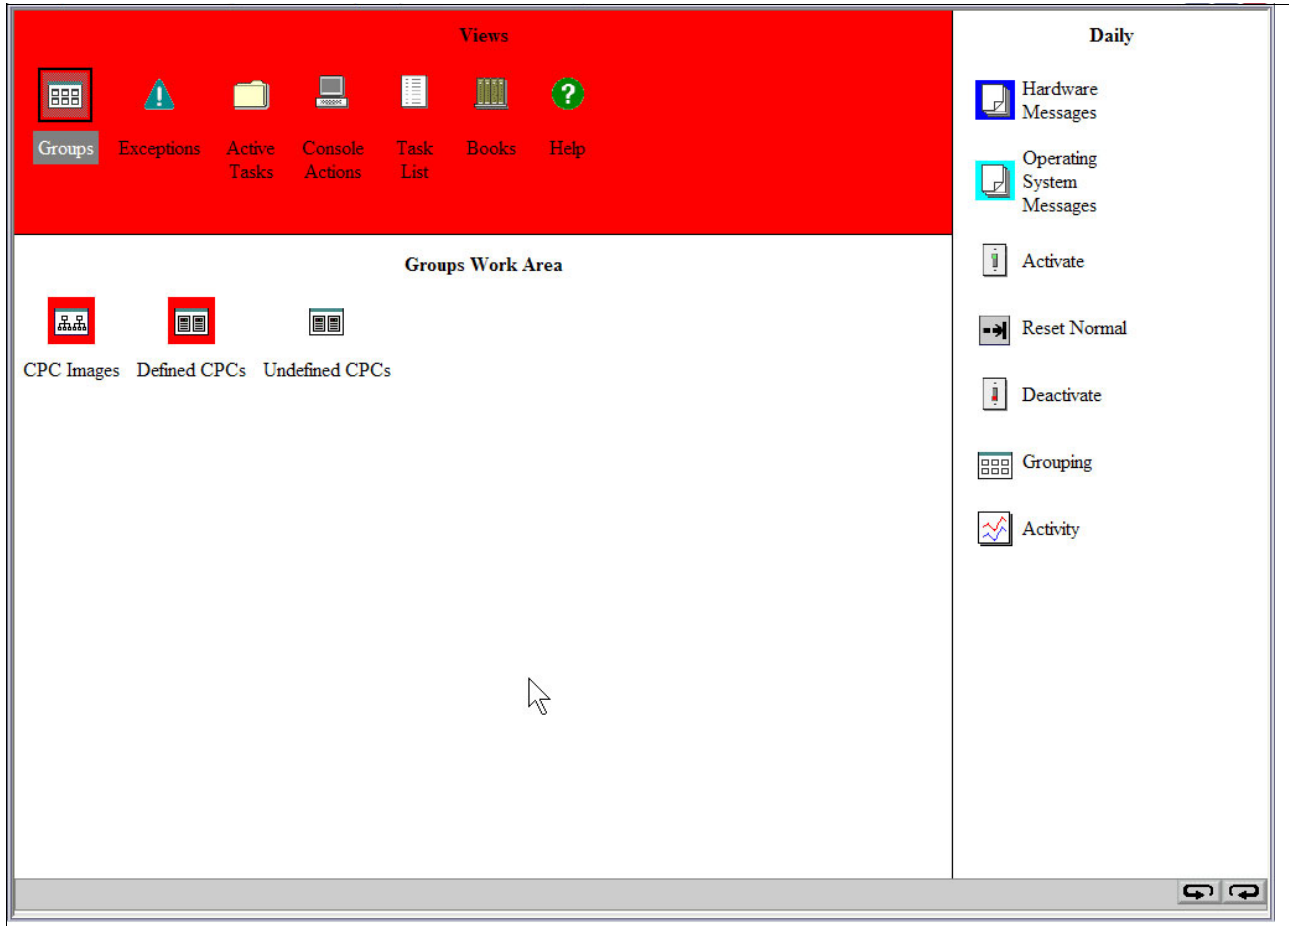 Views
Groups Exceptions Active Tasks Console Actions Task List Books Help
Groups Work Area
CPC Images Defined CPCs Undefined CPCs
Daily
Hardware
Messages
Operating
System
Messages
Activate
Reset Normal
Deactivate
Grouping
Activity